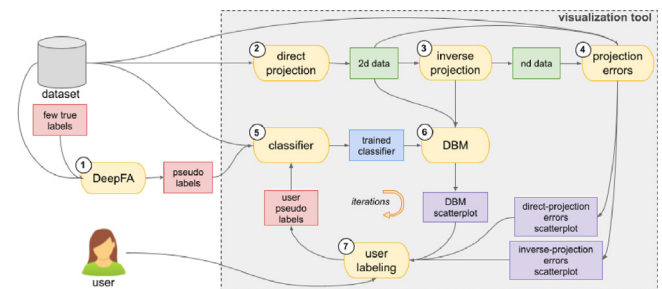 visualization tool
2
direct
projection
2d data
3
inverse
projection
nd data
4
projection
errors
dataset
few true
labels
1
DeepFA
pseudo
labels
5
classifier
trained
classifier
6
DBM
user
pseudo
labels
iterations
DBM
scatterplot
direct-projection
errors
scatterplot
inverse-projection
errors
scatterplot
7
user
labeling
user